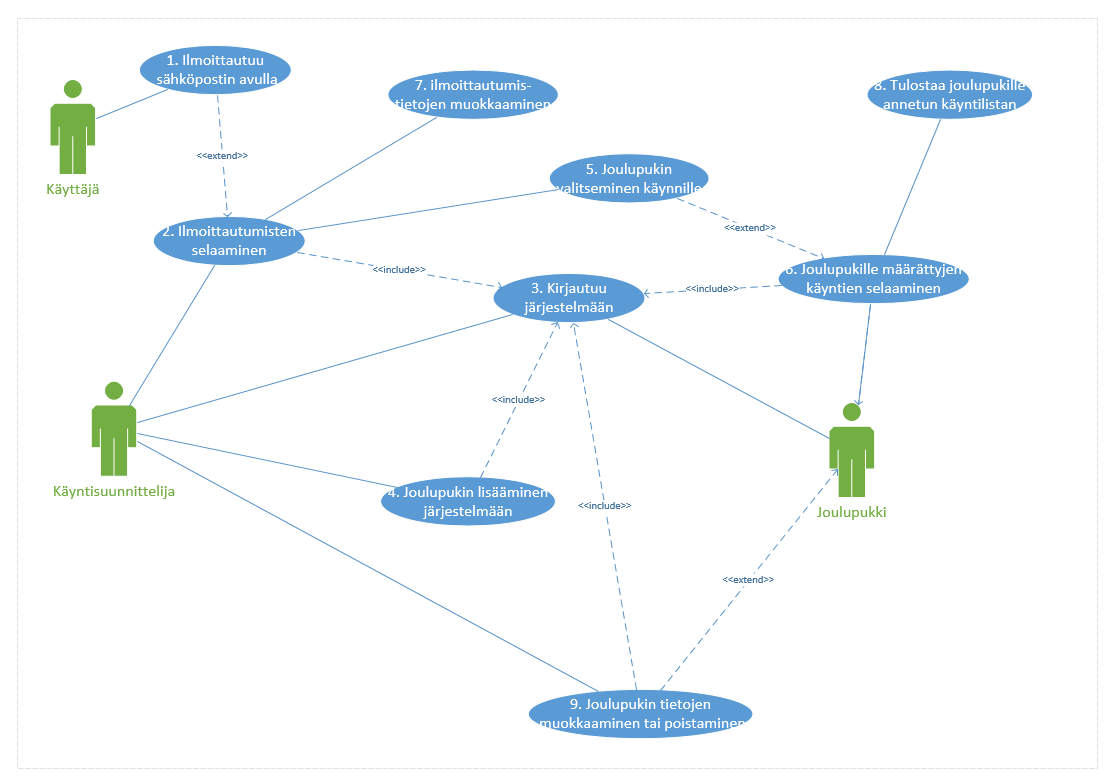 1. Ilmoittautuu
sähköpostin avulla
7. ilmoittautumis-
tietojen muokkaaminen
8. Tulostaa joulupukille
annetun käyntilistan
Käyttäjä
<<extend>>
5. Joulupukin
valitseminen käynnille
2. Ilmoittautumisten
selaaminen
<<extend>>
<<include>>
6. Joulupukille määrättyjen
käyntien selaaminen
3. Kirjautuu
järjestelmään
<<include>>
<<include>>
Käyntisuunnittelija
4. Joulupukin lisääminen
järjestelmään
<<include>>
Joulupukki
<<extend>>
9. Joulupukin tietojen
muokkaaminen tai poistaminen